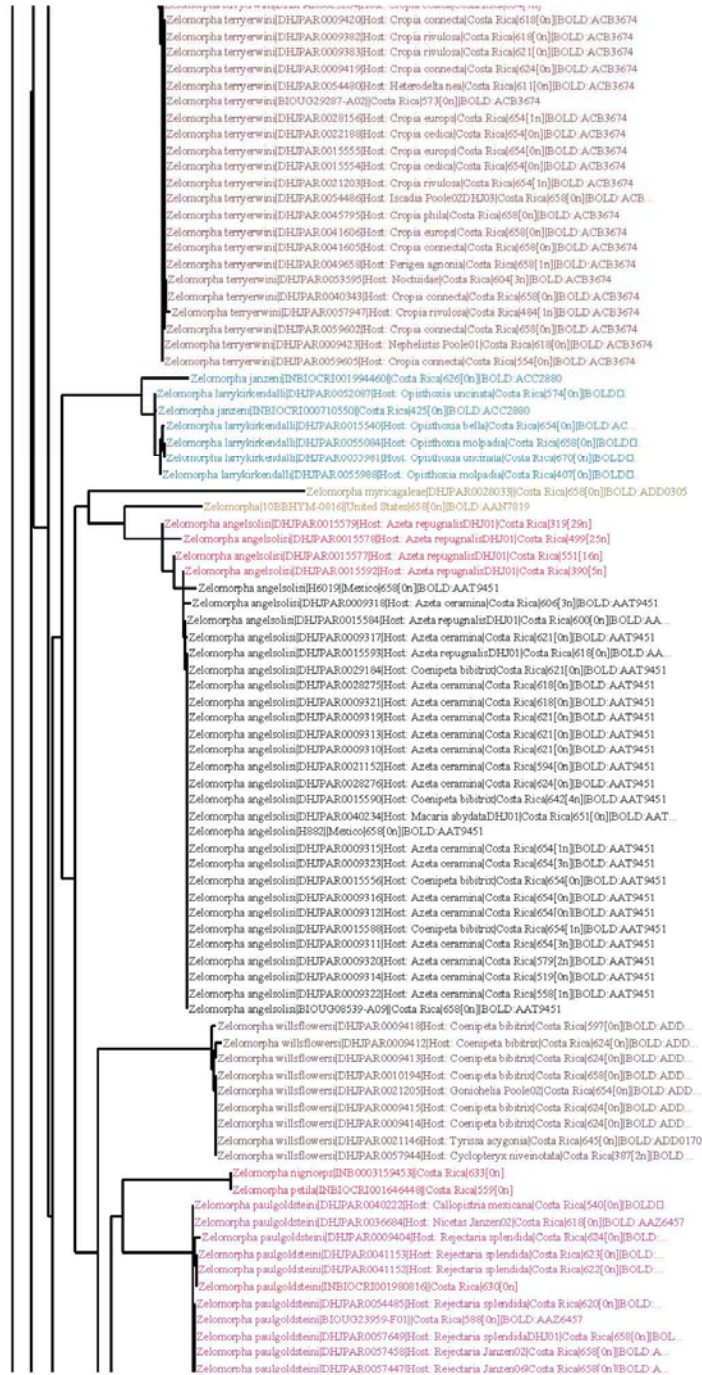 Zelomorpha terryerwini|DHJPAR0009420|Host: Cropia connecta|Costa Rica|618[0n]|BOLD:ACB3674
Zelomorpha terryerwini|DHJPAR0009382|Host: Cropia rivulosa|Costa Rica|618[0n]|BOLD:ACB3674
Zelomorpha terryerwini|DHJPAR0009383|Host: Cropia rivulosa|Costa Rica|621[0n]|BOLD:ACB3674
Zelomorpha terryerwini|DHJPAR0009419|Host: Cropia connecta|Costa Rica|624[0n]|BOLD:ACB3674
Zelomorpha terryerwini|DHJPAR0054480|Host: Heterodelta nea|Costa Rica|611[0n]|BOLD:ACB3674
Zelomorpha terryerwini|BIOUG29287-A02||Costa Rica|573[0n]|BOLD:ACB3674
Zelomorpha terryerwini|DHJPAR0028156|Host: Cropia europs|Costa Rica|654[1n]|BOLD:ACB3674
Zelomorpha terryerwini|DHJPAR0022188|Host: Cropia cedica|Costa Rica|654[0n]|BOLD:ACB3674
Zelomorpha terryerwini|DHJPAR0015555|Host: Cropia europs|Costa Rica|654[0n]|BOLD:ACB3674
Zelomorpha terryerwini|DHJPAR0015554|Host: Cropia cedica|Costa Rica|654[0n]|BOLD:ACB3674
Zelomorpha terryerwini|DHJPAR0021203|Host: Cropia rivulosa|Costa Rica|654[1n]|BOLD:ACB3674
Zelomorpha terryerwini|DHJPAR0054486|Host: Iscadia Poole02DHJ03|Costa Rica|658[0n]|BOLD:ACB...
Zelomorpha terryerwini|DHJPAR0045795|Host: Cropia phila|Costa Rica|658[0n]|BOLD:ACB3674
Zelomorpha terryerwini|DHJPAR0041606|Host: Cropia europs|Costa Rica|658[0n]|BOLD:ACB3674
Zelomorpha terryerwini|DHJPAR0041605|Host: Cropia connecta|Costa Rica|658[0n]|BOLD:ACB3674
Zelomorpha terryerwini|DHJPAR0049658|Host: Perigea agnonia|Costa Rica|658[1n]|BOLD:ACB3674
Zelomorpha terryerwini|DHJPAR0053595|Host: Noctuidae|Costa Rica|604[3n]|BOLD:ACB3674
Zelomorpha terryerwini|DHJPAR0040343|Host: Cropia connecta|Costa Rica|658[0n]|BOLD:ACB3674
Zelomorpha terryerwini|DHJPAR0057947|Host: Cropia rivulosa|Costa Rica|484[1n]|BOLD:ACB3674
Zelomorpha terryerwini|DHJPAR0059602|Host: Cropia connecta|Costa Rica|658[0n]|BOLD:ACB3674
Zelomorpha terryerwini|DHJPAR0009423|Host: Nephelistis Poole01|Costa Rica|618[0n]|BOLD:ACB3674
Zelomorpha terryerwini|DHJPAR0059605|Host: Cropia connecta|Costa Rica|554[0n]|BOLD:ACB3674
Zelomorpha janzeni|INBIOCRI001994460||Costa Rica|626[0n]|BOLD:ACC2880
Zelomorpha larrykirkendalli|DHJPAR0052087|Host: Opisthoxia uncinata|Costa Rica|574[0n]|BOLD□.
Zelomorpha janzeni|INBIOCRI000710550||Costa Rica|425[0n]|BOLD:ACC2880
Zelomorpha larrykirkendalli|DHJPAR0015540|Host: Opisthoxia bella|Costa Rica|654[0n]|BOLD:AC...
Zelomorpha larrykirkendalli|DHJPAR0055084|Host: Opisthoxia molpadia|Costa Rica|658[0n]|BOLD□.
Zelomorpha larrykirkendalli|DHJPAR0055981|Host: Opisthoxia uncinata|Costa Rica|670[0n]|BOLD□.
Zelomorpha larrykirkendalli|DHJPAR0055988|Host: Opisthoxia molpadia|Costa Rica|407[0n]|BOLD□.
Zelomorpha myricagaleae|DHJPAR0028033||Costa Rica|658[0n]|BOLD:ADD0305
Zelomorpha|10BBHYM-0816||United States|658[0n]|BOLD:AAN7819
Zelomorpha angelsolisi|DHJPAR0015579|Host: Azeta repugnalisDHJ01|Costa Rica|319[29n]
Zelomorpha angelsolisi|DHJPAR0015578|Host: Azeta repugnalisDHJ01|Costa Rica|499[25n]
Zelomorpha angelsolisi|DHJPAR0015577|Host: Azeta repugnalisDHJ01|Costa Rica|551[16n]
Zelomorpha angelsolisi|DHJPAR0015592|Host: Azeta repugnalisDHJ01|Costa Rica|390[5n]
Zelomorpha angelsolisi|H6019||Mexico|658[0n]|BOLD:AAT9451
Zelomorpha angelsolisi|DHJPAR0009318|Host: Azeta ceramina|Costa Rica|606[3n]|BOLD:AAT9451
Zelomorpha angelsolisi|DHJPAR0015584|Host: Azeta repugnalisDHJ01|Costa Rica|600[0n]|BOLD:AA...
Zelomorpha angelsolisi|DHJPAR0009317|Host: Azeta ceramina|Costa Rica|621[0n]|BOLD:AAT9451
Zelomorpha angelsolisi|DHJPAR0015593|Host: Azeta repugnalisDHJ01|Costa Rica|618[0n]|BOLD:AA...
Zelomorpha angelsolisi|DHJPAR0029184|Host: Coenipeta bibitrix|Costa Rica|621[0n]|BOLD:AAT9451
Zelomorpha angelsolisi|DHJPAR0028275|Host: Azeta ceramina|Costa Rica|618[0n]|BOLD:AAT9451
Zelomorpha angelsolisi|DHJPAR0009321|Host: Azeta ceramina|Costa Rica|618[0n]|BOLD:AAT9451
Zelomorpha angelsolisi|DHJPAR0009319|Host: Azeta ceramina|Costa Rica|621[0n]|BOLD:AAT9451
Zelomorpha angelsolisi|DHJPAR0009313|Host: Azeta ceramina|Costa Rica|621[0n]|BOLD:AAT9451
Zelomorpha angelsolisi|DHJPAR0009310|Host: Azeta ceramina|Costa Rica|621[0n]|BOLD:AAT9451
Zelomorpha angelsolisi|DHJPAR0021152|Host: Azeta ceramina|Costa Rica|594[0n]|BOLD:AAT9451
Zelomorpha angelsolisi|DHJPAR0028276|Host: Azeta ceramina|Costa Rica|624[0n]|BOLD:AAT9451
Zelomorpha angelsolisi|DHJPAR0015590|Host: Coenipeta bibitrix|Costa Rica|642[4n]|BOLD:AAT9451
Zelomorpha angelsolisi|DHJPAR0040234|Host: Macaria abydataDHJ01|Costa Rica|651[0n]|BOLD:AAT...
Zelomorpha angelsolisi|H882||Mexico|658[0n]|BOLD:AAT9451
Zelomorpha angelsolisi|DHJPAR0009315|Host: Azeta ceramina|Costa Rica|654[1n]|BOLD:AAT9451
Zelomorpha angelsolisi|DHJPAR0009323|Host: Azeta ceramina|Costa Rica|654[3n]|BOLD:AAT9451
Zelomorpha angelsolisi|DHJPAR0015556|Host: Coenipeta bibitrix|Costa Rica|654[0n]|BOLD:AAT9451
Zelomorpha angelsolisi|DHJPAR0009316|Host: Azeta ceramina|Costa Rica|654[0n]|BOLD:AAT9451
Zelomorpha angelsolisi|DHJPAR0009312|Host: Azeta ceramina|Costa Rica|654[0n]|BOLD:AAT9451
Zelomorpha angelsolisi|DHJPAR0015588|Host: Coenipeta bibitrix|Costa Rica|654[1n]|BOLD:AAT9451
Zelomorpha angelsolisi|DHJPAR0009311|Host: Azeta ceramina|Costa Rica|654[3n]|BOLD:AAT9451
Zelomorpha angelsolisi|DHJPAR0009320|Host: Azeta ceramina|Costa Rica|579[2n]|BOLD:AAT9451
Zelomorpha angelsolisi|DHJPAR0009314|Host: Azeta ceramina|Costa Rica|519[0n]|BOLD:AAT9451
Zelomorpha angelsolisi|DHJPAR0009322|Host: Azeta ceramina|Costa Rica|558[1n]|BOLD:AAT9451
Zelomorpha angelsolisi|BIOUG08539-A09||Costa Rica|658[0n]|BOLD:AAT9451
Zelomorpha willsflowersi|DHJPAR0009418|Host: Coenipeta bibitrix|Costa Rica|597[0n]|BOLD:ADD...
Zelomorpha willsflowersi|DHJPAR0009412|Host: Coenipeta bibitrix|Costa Rica|624[0n]|BOLD:ADD...
Zelomorpha willsflowersi|DHJPAR0009413|Host: Coenipeta bibitrix|Costa Rica|624[0n]|BOLD:ADD...
Zelomorpha willsflowersi|DHJPAR0010194|Host: Coenipeta bibitrix|Costa Rica|658[0n]|BOLD:ADD...
Zelomorpha willsflowersi|DHJPAR0021205|Host: Goniohelia Poole02|Costa Rica|654[0n]|BOLD:ADD...
Zelomorpha willsflowersi|DHJPAR0009415|Host: Coenipeta bibitrix|Costa Rica|624[0n]|BOLD:ADD...
Zelomorpha willsflowersi|DHJPAR0009414|Host: Coenipeta bibitrix|Costa Rica|624[0n]|BOLD:ADD...
Zelomorpha willsflowersi|DHJPAR0021146|Host: Tyrissa acygonia|Costa Rica|645[0n]|BOLD:ADD0170
Zelomorpha willsflowersi|DHJPAR0057944|Host: Cyclopteryx niveinotata|Costa Rica|387[2n]|BOLD...
Zelomorpha nigriceps|INB0003159453||Costa Rica|633[0n]
Zelomorpha petila|INBIOCRI001646448||Costa Rica|559[0n]
Zelomorpha paulgoldsteini|DHJPAR0040222|Host: Callopistria mexicana|Costa Rica|540[0n]|BOLD□.
Zelomorpha paulgoldsteini|DHJPAR0036684|Host: Nicetas Janzen02|Costa Rica|618[0n]|BOLD:AAZ6457
Zelomorpha paulgoldsteini|DHJPAR0009404|Host: Rejectaria splendida|Costa Rica|624[0n]|BOLD:...
Zelomorpha paulgoldsteini|DHJPAR0041153|Host: Rejectaria splendida|Costa Rica|623[0n]|BOLD:...
Zelomorpha paulgoldsteini|DHJPAR0041152|Host: Rejectaria splendida|Costa Rica|622[0n]|BOLD:...
Zelomorpha paulgoldsteini|INBIOCRI001980816||Costa Rica|630[0n]
Zelomorpha paulgoldsteini|DHJPAR0054485|Host: Rejectaria splendida|Costa Rica|620[0n]|BOLD:...
Zelomorpha paulgoldsteini|BIOUG23959-F01||Costa Rica|588[0n]|BOLD:AAZ6457
Zelomorpha paulgoldsteini|DHJPAR0057649|Host: Rejectaria splendidaDHJ01|Costa Rica|658[0n]|BOL...
Zelomorpha paulgoldsteini|DHJPAR0057458|Host: Rejectaria Janzen02|Costa Rica|658[0n]|BOLD:A...
Zelomorpha paulgoldsteini|DHJPAR0057447|Host: Rejectaria Janzen06|Costa Rica|658[0n]|BOLD:A...